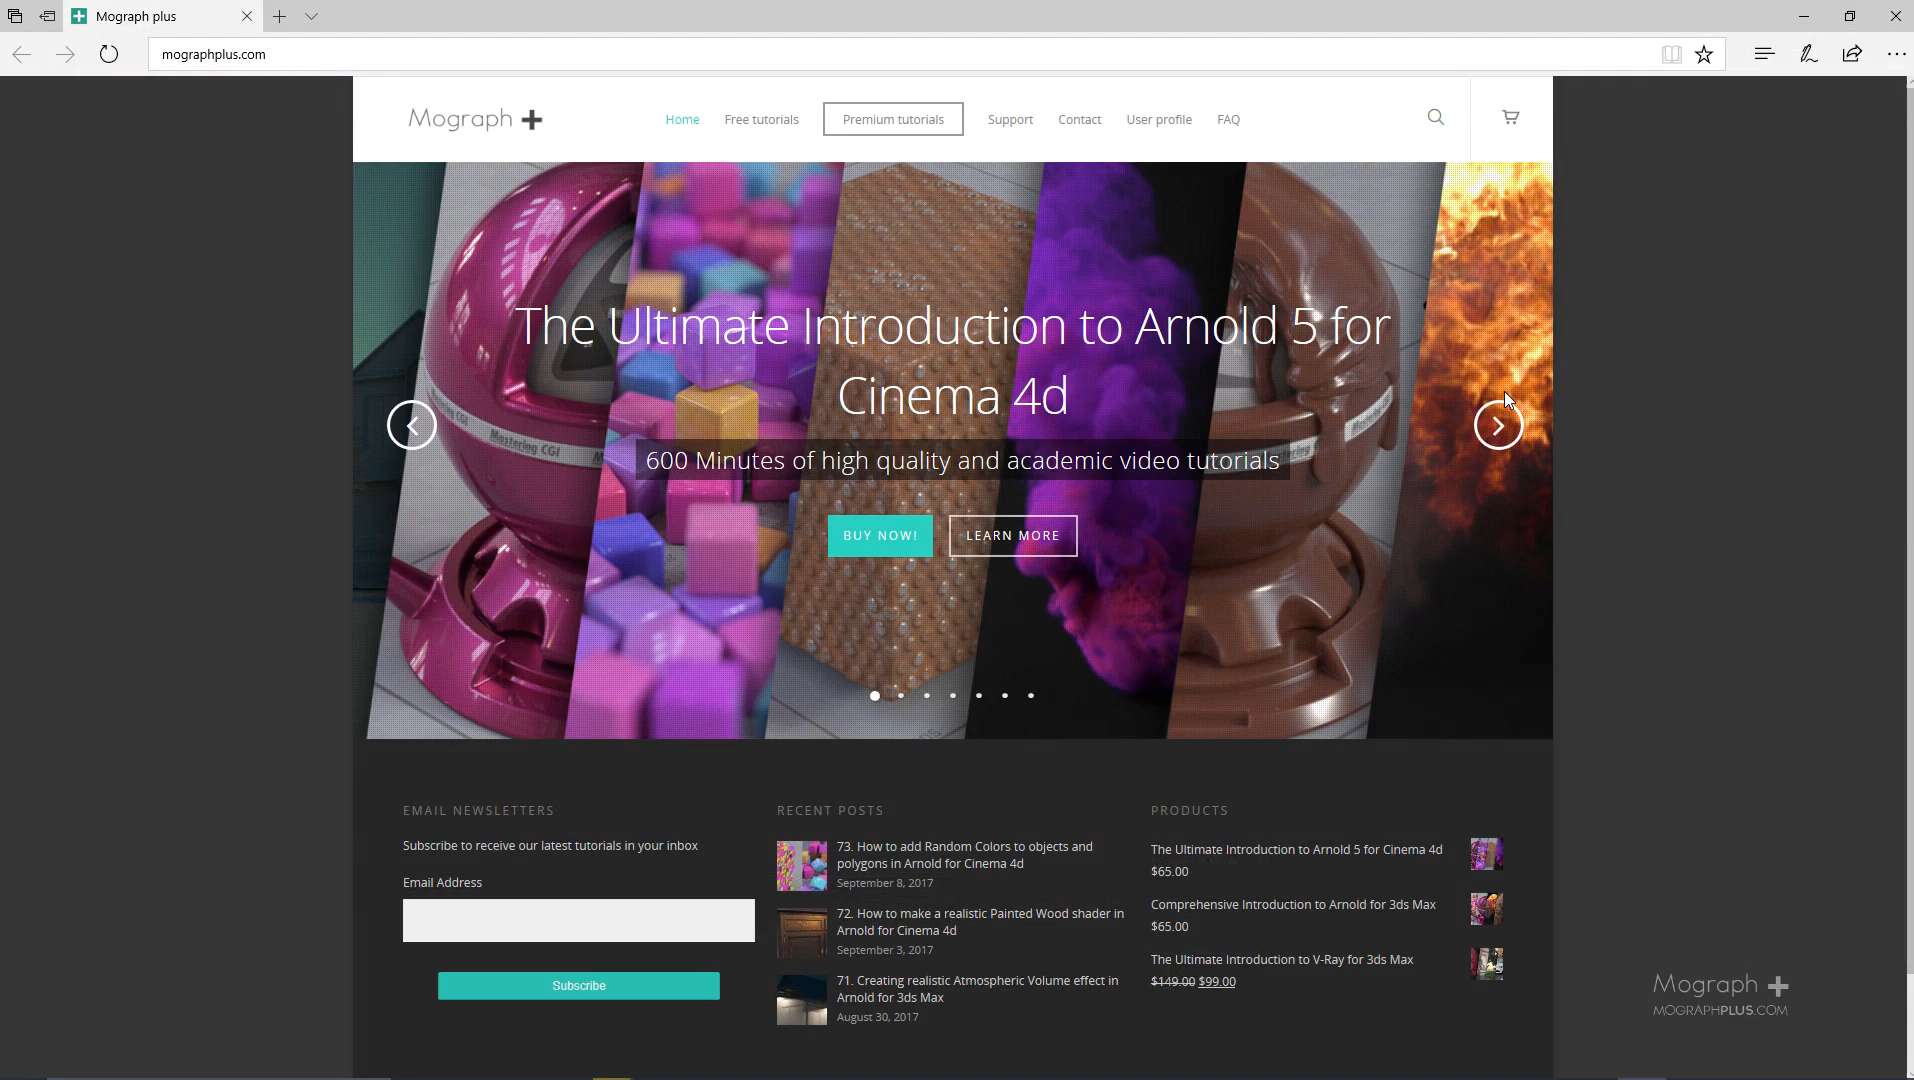 Mograph plus
mographplus.com
Mograph
Home
Free tutorials
Premium tutorials
Support
Contact
User profile
FAQ
The Ultimate Introduction to Arnold 5 for
Cinema 4d
Mastering CGI
600 Minutes of high quality and academic video tutorials
BUY NOW!
LEARN MORE
EMAIL NEWSLETTERS
Subscribe to receive our latest tutorials in your inbox
Email Address
Subscribe
RECENT POSTS
73. How to add Random Colors to objects and
polygons in Arnold for Cinema 4d
September 8, 2017
72. How to make a realistic Painted Wood shader in
Arnold for Cinema 4d
September 3, 2017
71. Creating realistic Atmospheric Volume effect in
Arnold for 3ds Max
August 30, 2017
PRODUCTS
The Ultimate Introduction to Arnold 5 for Cinema 4d
$65.00
Comprehensive Introduction to Arnold for 3ds Max
$65.00
The Ultimate Introduction to V-Ray for 3ds Max
$149.00 $99.00
Mograph
MOGRAPHPLUS.COM